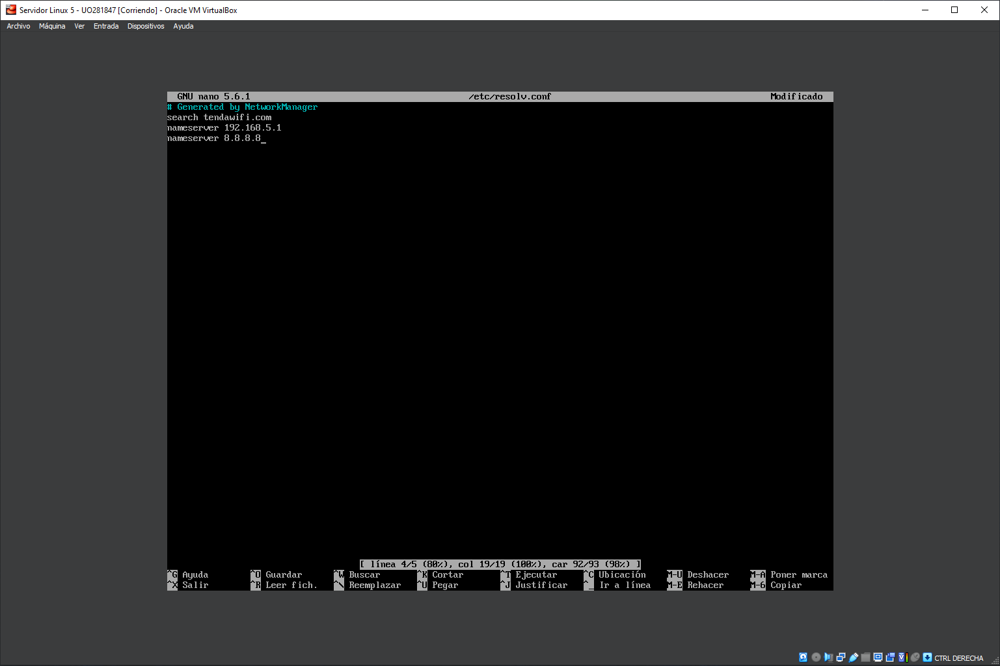 Servidor Linux 5 - UO281847 [Corriendo] - Oracle VM VirtualBox
Archivo Máquina Ver Entrada Dispositivos Ayuda
GNU nano 5.6.1 /etc/resolv.conf Modificado
# Generated by NetworkManager
search tendawifi.com
nameserver 192.168.5.1
nameserver 8.8.8.8_
[ línea 4/5 (80%), col 19/19 (100%), car 92/93 (98%) ]
^G Ayuda ^O Guardar ^W Buscar ^K Cortar ^T Ejecutar ^C Ubicación M-U Deshacer M-A Poner marca
^X Salir ^R Leer fich. ^\ Reemplazar ^U Pegar ^J Justificar ^_ Ir a línea M-E Rehacer M-6 Copiar
CTRL DERECHA